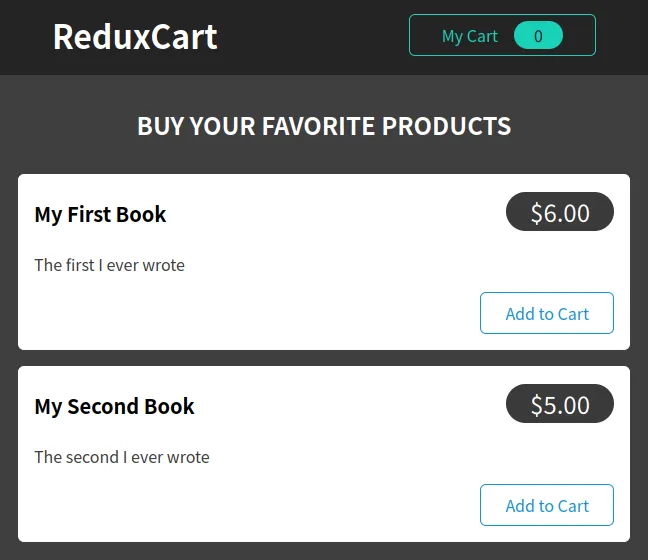 ReduxCart
My Cart 0
BUY YOUR FAVORITE PRODUCTS
My First Book
$6.00
The first I ever wrote
Add to Cart
My Second Book
$5.00
The second I ever wrote
Add to Cart